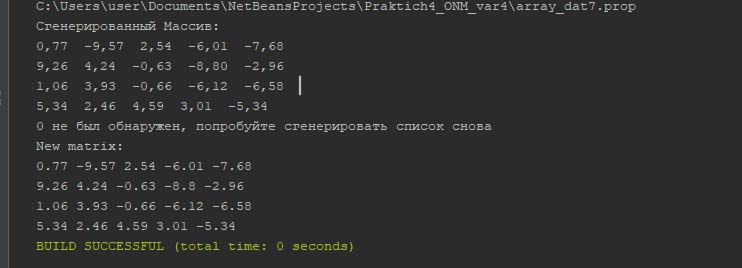 C:\Users\user\Documents\NetBeansProjects\Praktich4_ONM_var4\array_dat7.prop
Сгенерированный Массив:
0,77  -9,57  2,54  -6,01  -7,68
9,26  4,24  -0,63  -8,80  -2,96
1,06  3,93  -0,66  -6,12  -6,58
5,34  2,46  4,59  3,01  -5,34
0 не был обнаружен, попробуйте сгенерировать список снова
New matrix:
0.77 -9.57 2.54 -6.01 -7.68
9.26 4.24 -0.63 -8.8 -2.96
1.06 3.93 -0.66 -6.12 -6.58
5.34 2.46 4.59 3.01 -5.34
BUILD SUCCESSFUL (total time: 0 seconds)